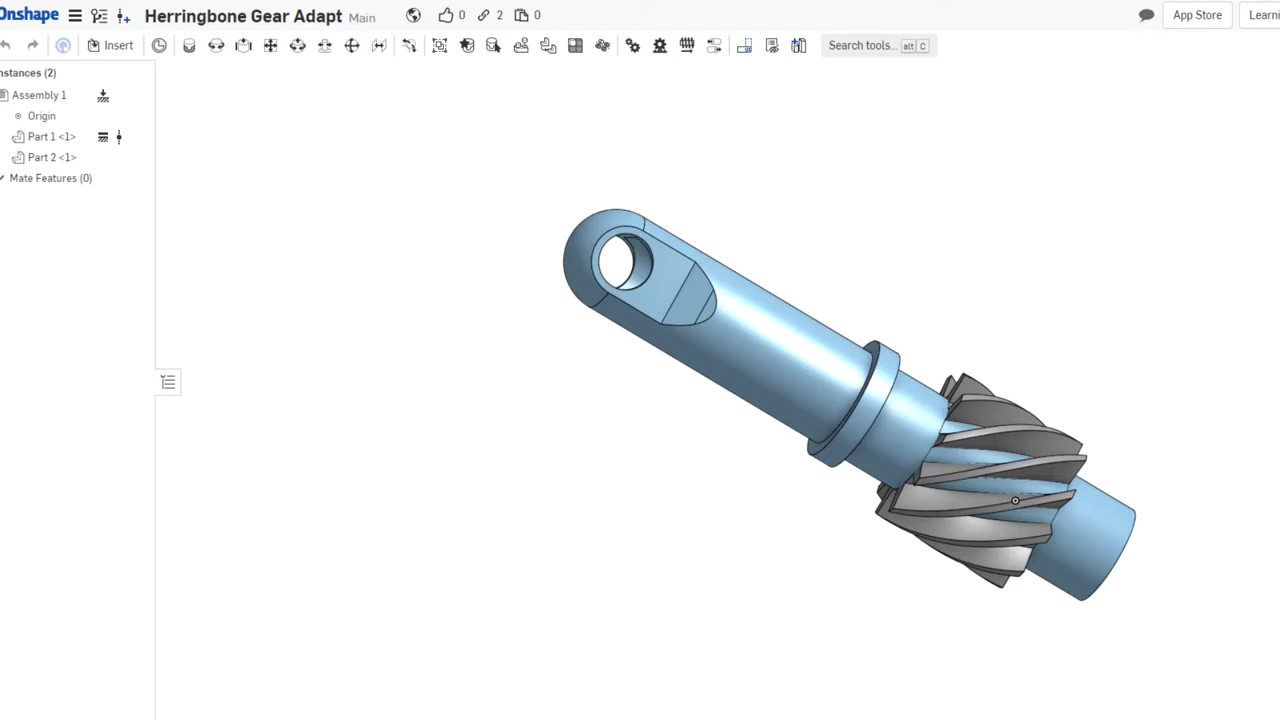 Onshape Herringbone Gear Adapt Main 0 2 0 App Store Learni
Insert Search tools... alt C
nstances (2)
Assembly 1
Origin
Part 1 <1>
Part 2 <1>
Mate Features (0)